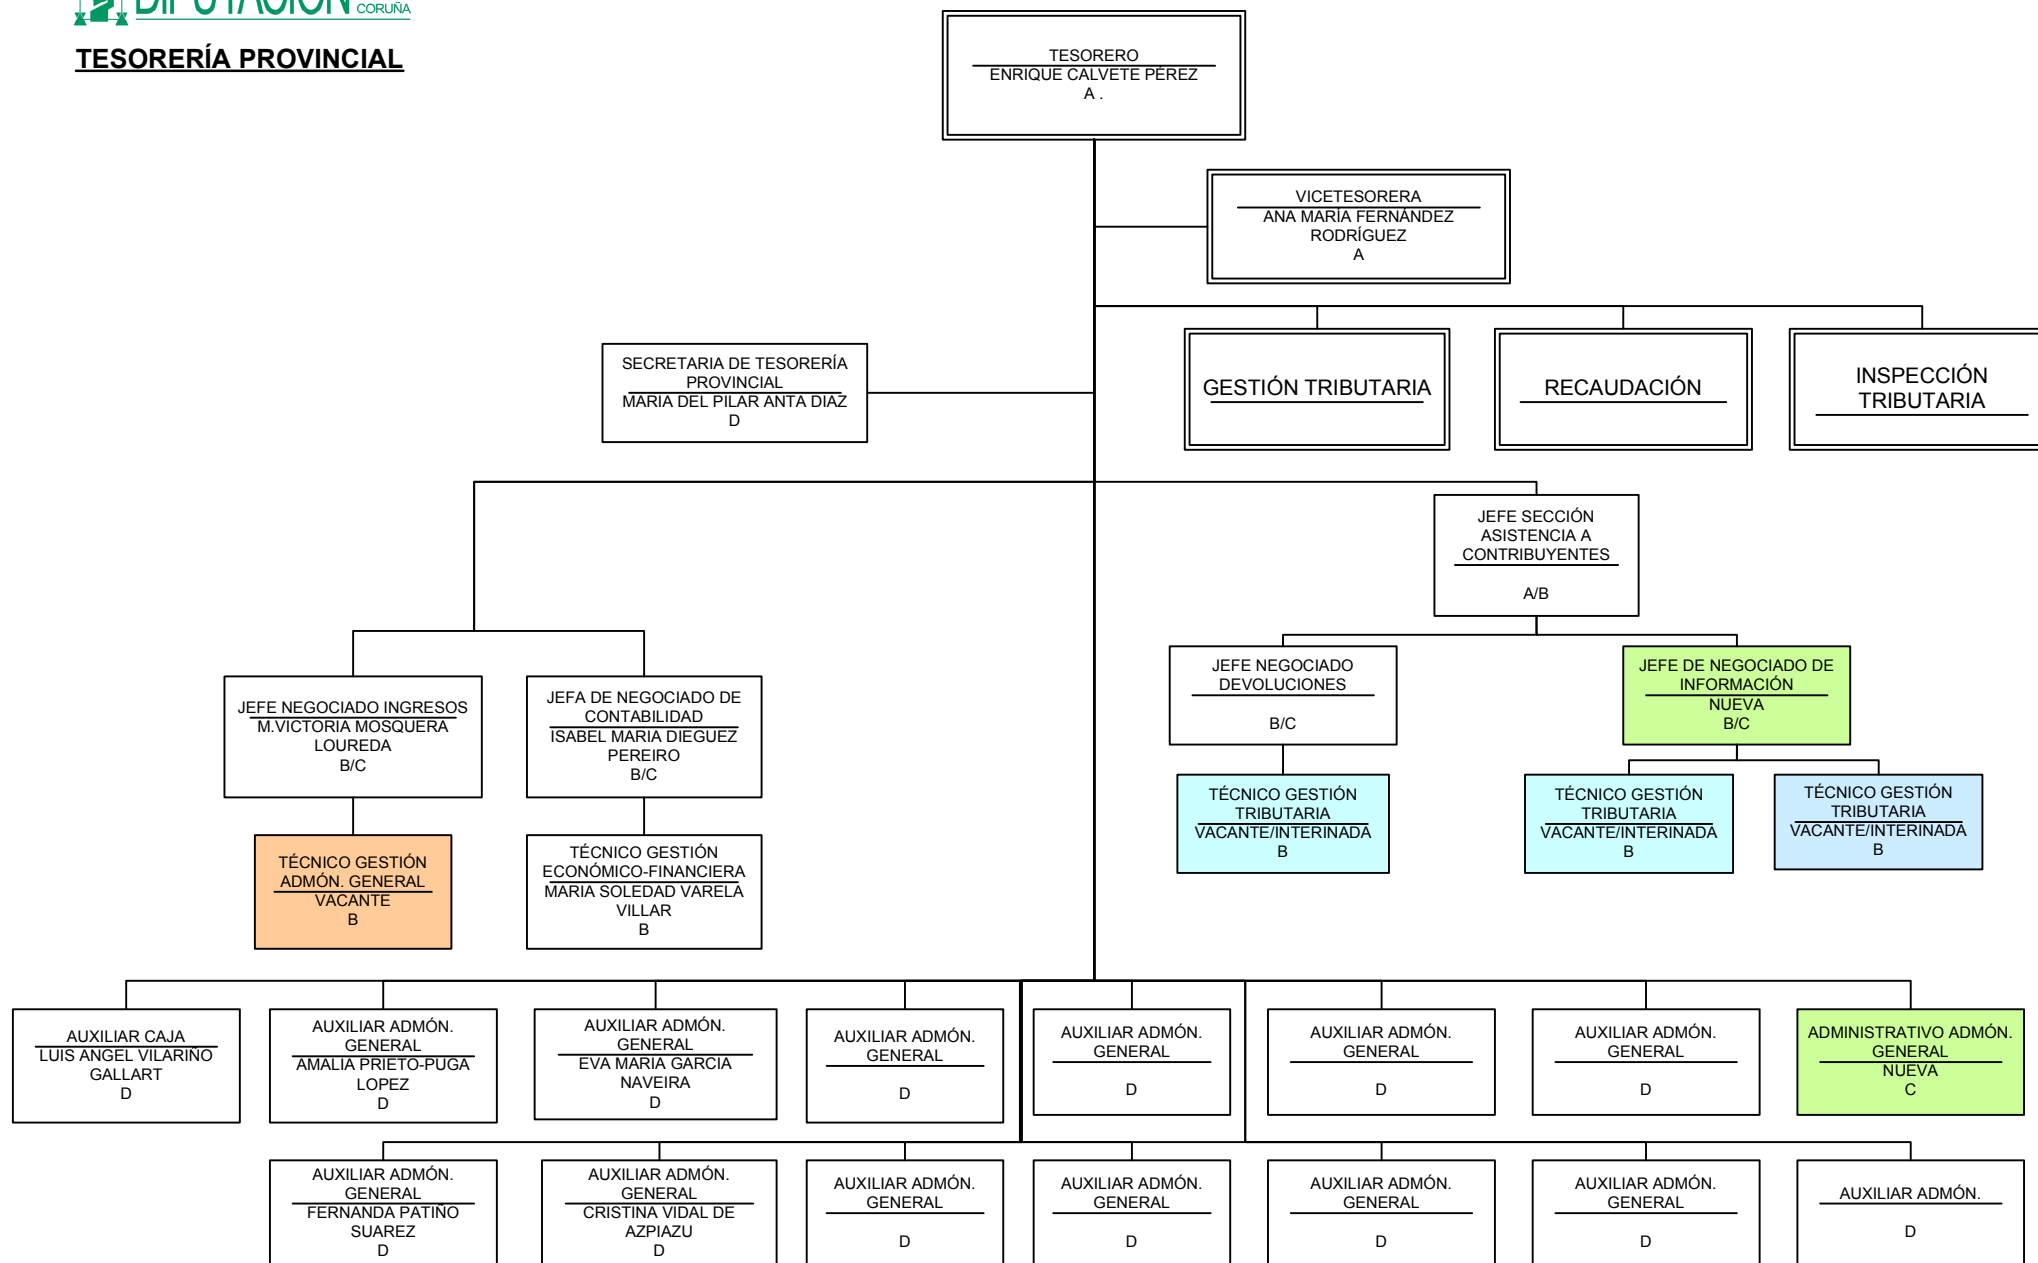 DIPUTACIÓN
CORUÑA
TESORERÍA PROVINCIAL
TESORERO
ENRIQUE CALVETE PÉREZ
A .
VICETESORERA
ANA MARÍA FERNÁNDEZ
RODRÍGUEZ
A
SECRETARIA DE TESORERÍA
PROVINCIAL
MARIA DEL PILAR ANTA DIAZ
D
GESTIÓN TRIBUTARIA
RECAUDACIÓN
INSPECCIÓN
TRIBUTARIA
JEFE SECCIÓN
ASISTENCIA A
CONTRIBUYENTES
A/B
JEFE NEGOCIADO INGRESOS
M.VICTORIA MOSQUERA
LOUREDA
B/C
JEFA DE NEGOCIADO DE
CONTABILIDAD
ISABEL MARIA DIEGUEZ
PEREIRO
B/C
JEFE NEGOCIADO
DEVOLUCIONES
B/C
JEFE DE NEGOCIADO DE
INFORMACIÓN
NUEVA
B/C
TÉCNICO GESTIÓN
ADMÓN. GENERAL
VACANTE
B
TÉCNICO GESTIÓN
ECONÓMICO-FINANCIERA
MARIA SOLEDAD VARELA
VILLAR
B
TÉCNICO GESTIÓN
TRIBUTARIA
VACANTE/INTERINADA
B
TÉCNICO GESTIÓN
TRIBUTARIA
VACANTE/INTERINADA
B
TÉCNICO GESTIÓN
TRIBUTARIA
VACANTE/INTERINADA
B
AUXILIAR CAJA
LUIS ANGEL VILARIÑO
GALLART
D
AUXILIAR ADMÓN.
GENERAL
AMALIA PRIETO-PUGA
LOPEZ
D
AUXILIAR ADMÓN.
GENERAL
EVA MARIA GARCIA
NAVEIRA
D
AUXILIAR ADMÓN.
GENERAL
D
AUXILIAR ADMÓN.
GENERAL
D
AUXILIAR ADMÓN.
GENERAL
D
AUXILIAR ADMÓN.
GENERAL
D
ADMINISTRATIVO ADMÓN.
GENERAL
NUEVA
C
AUXILIAR ADMÓN.
GENERAL
FERNANDA PATIÑO
SUAREZ
D
AUXILIAR ADMÓN.
GENERAL
CRISTINA VIDAL DE
AZPIAZU
D
AUXILIAR ADMÓN.
GENERAL
D
AUXILIAR ADMÓN.
GENERAL
D
AUXILIAR ADMÓN.
GENERAL
D
AUXILIAR ADMÓN.
GENERAL
D
AUXILIAR ADMÓN.
D